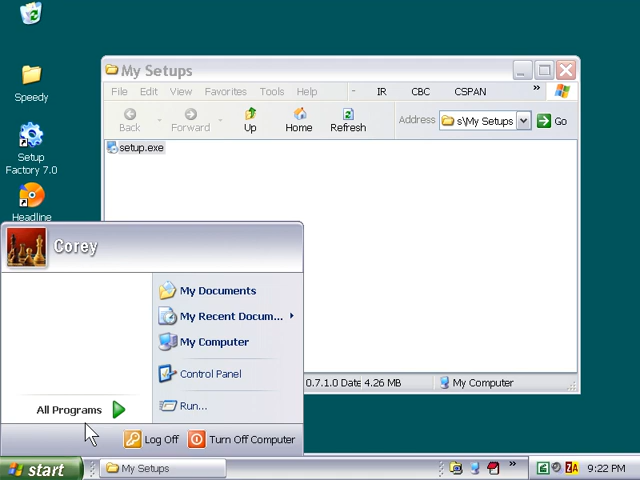 My Setups
File Edit View Favorites Tools Help IR CBC CSPAN »
Back Forward Up Home Refresh Address s\My Setups Go
Speedy
setup.exe
Setup
Factory 7.0
Headline
Corey
My Documents
My Recent Docum...
My Computer
Control Panel
0.7.1.0 Date 4.26 MB My Computer
All Programs
Run...
Log Off Turn Off Computer
start My Setups » ZA 9:22 PM